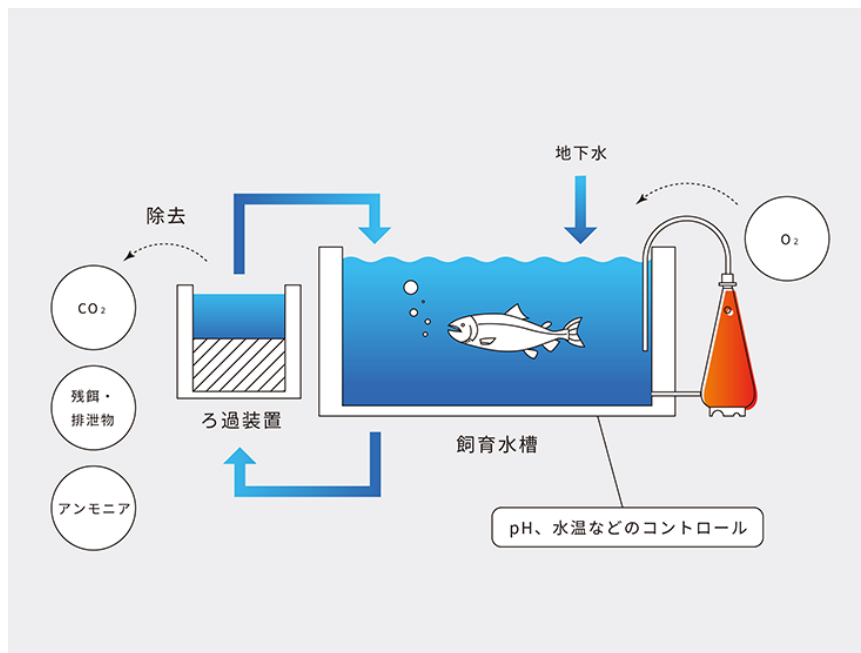 地下水
除去
O₂
CO₂
残餌・
排泄物
ろ過装置
飼育水槽
アンモニア
pH、水温などのコントロール